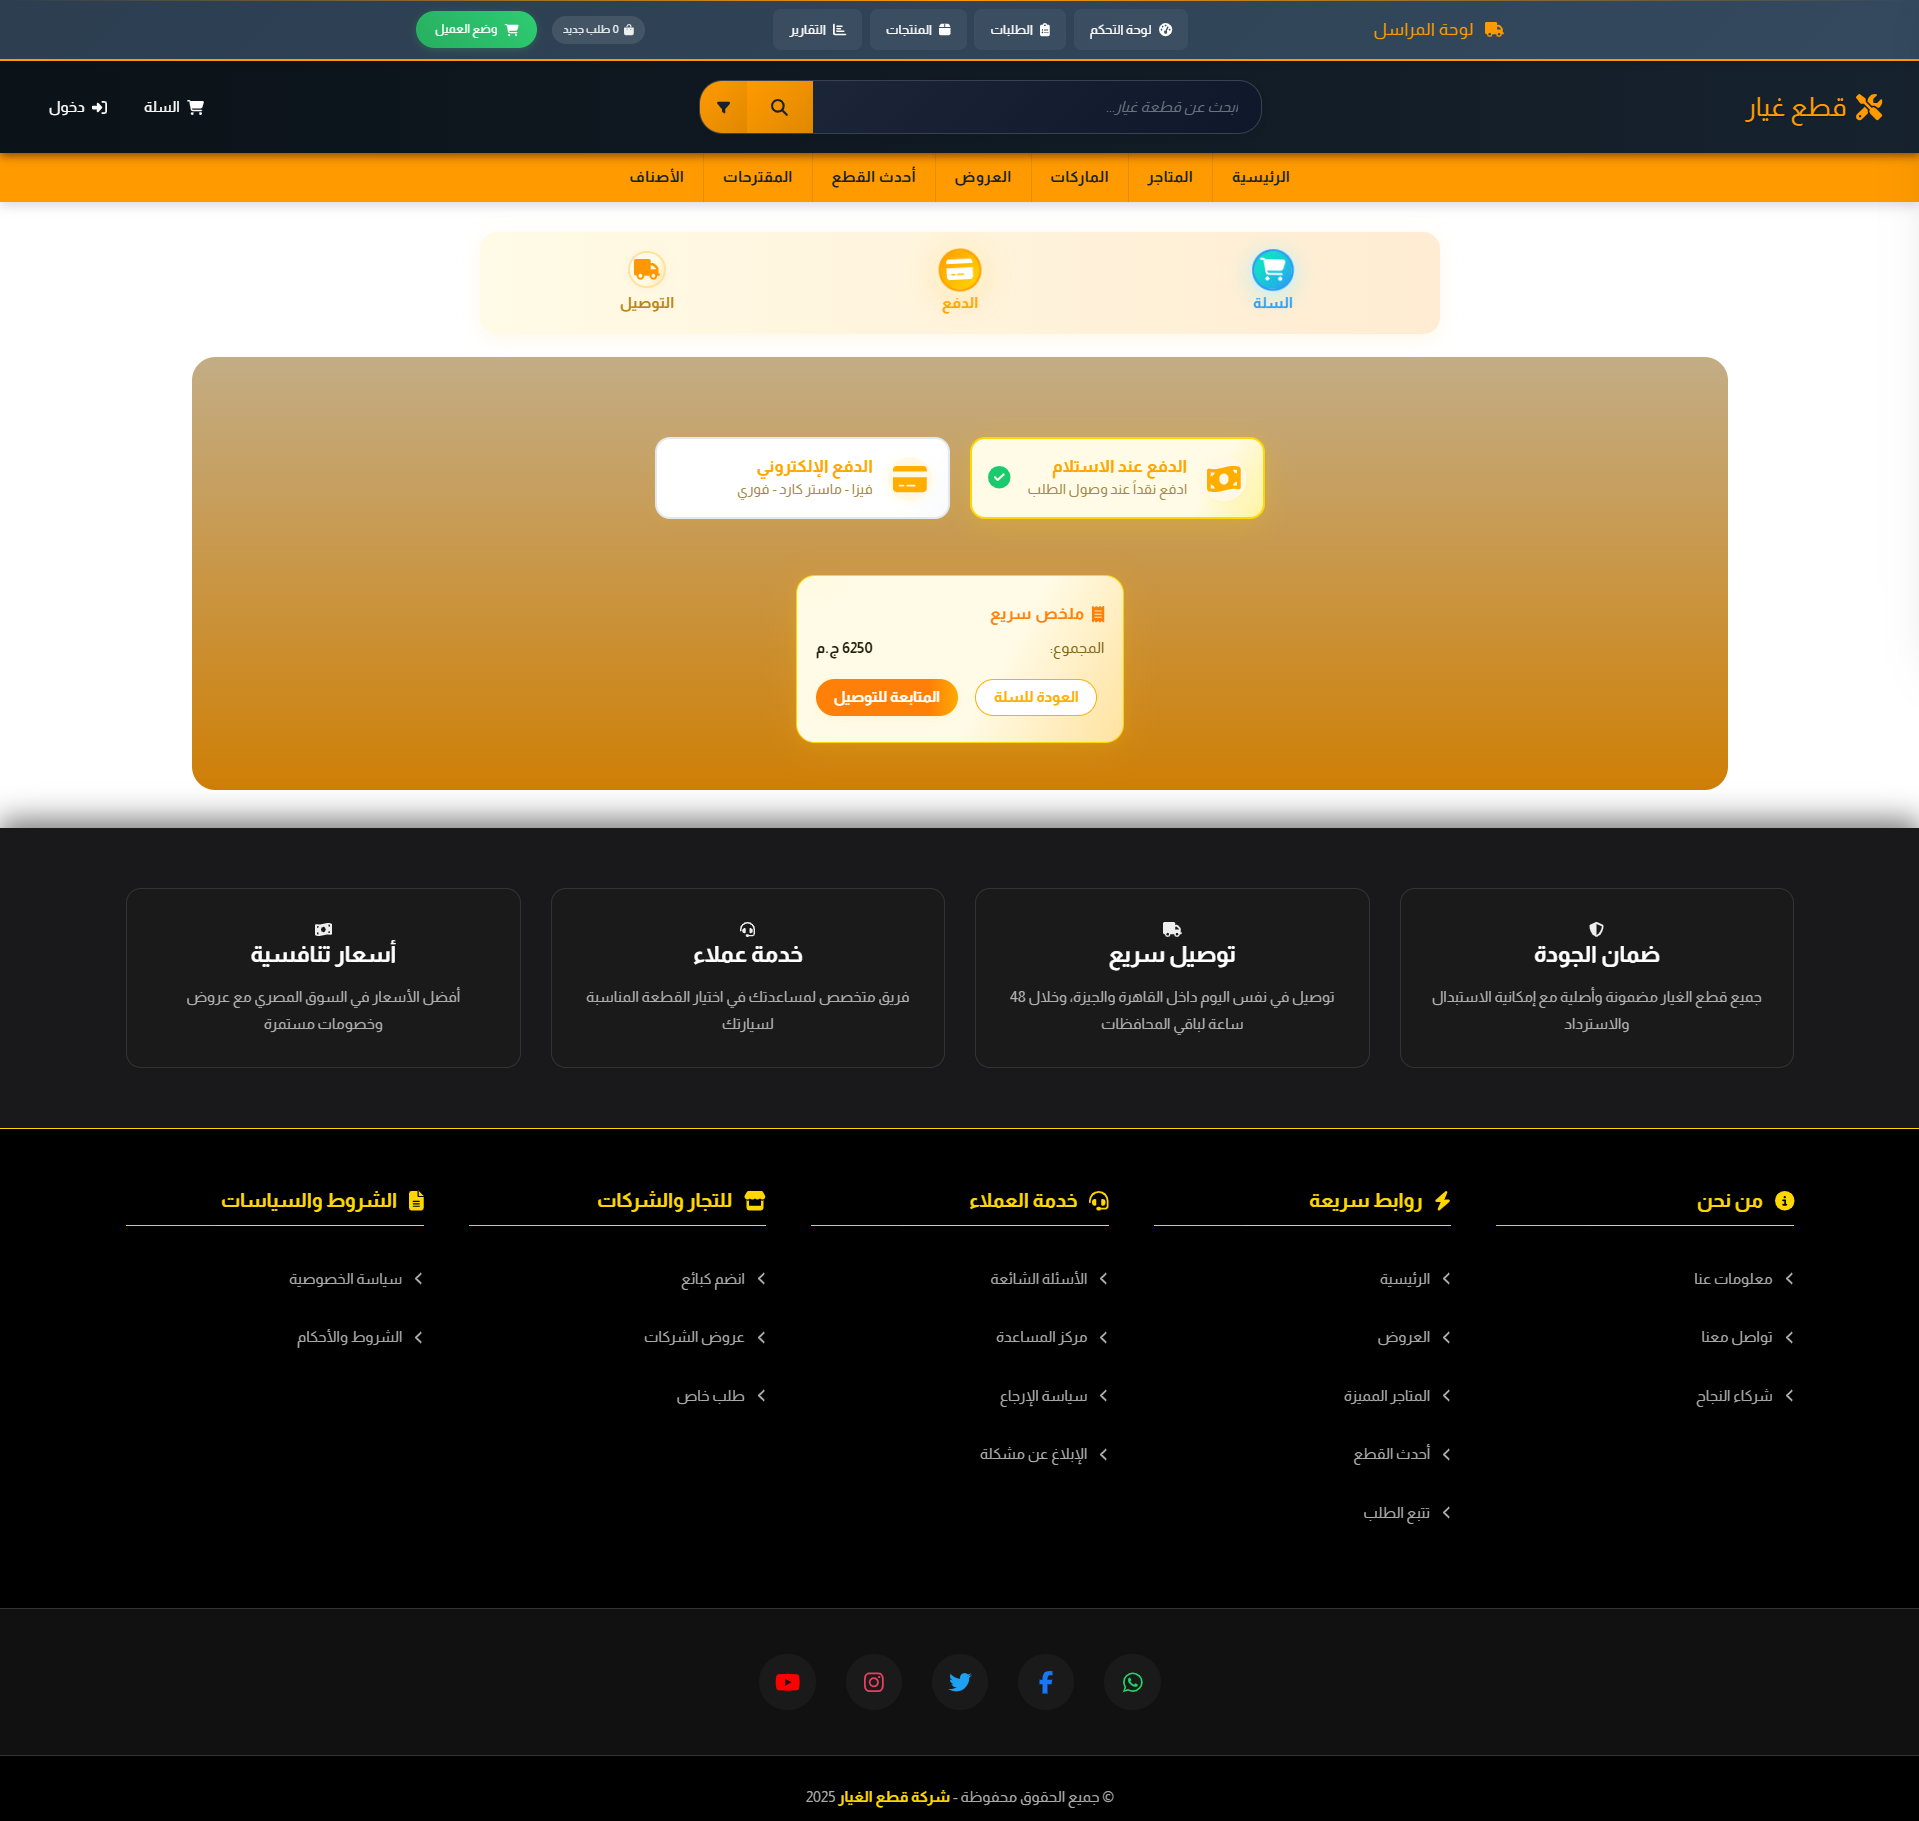 لوحة المراسل
لوحة التحكم
الطلبات
المنتجات
التقارير
0 طلب جديد
وضع العميل
قطع غيار
ابحث عن قطعة غيار...
السلة
دخول
الرئيسية
المتاجر
الماركات
العروض
أحدث القطع
المقترحات
الأصناف
السلة
الدفع
التوصيل
الدفع عند الاستلام
ادفع نقداً عند وصول الطلب
الدفع الإلكتروني
فيزا - ماستر كارد - فوري
ملخص سريع
المجموع:
6250 ج.م
العودة للسلة
المتابعة للتوصيل
ضمان الجودة
جميع قطع الغيار مضمونة وأصلية مع إمكانية الاستبدال
والاسترداد
توصيل سريع
توصيل في نفس اليوم داخل القاهرة والجيزة، وخلال 48
ساعة لباقي المحافظات
خدمة عملاء
فريق متخصص لمساعدتك في اختيار القطعة المناسبة
لسيارتك
أسعار تنافسية
أفضل الأسعار في السوق المصري مع عروض
وخصومات مستمرة
من نحن
معلومات عنا
تواصل معنا
شركاء النجاح
روابط سريعة
الرئيسية
العروض
المتاجر المميزة
أحدث القطع
تتبع الطلب
خدمة العملاء
الأسئلة الشائعة
مركز المساعدة
سياسة الإرجاع
الإبلاغ عن مشكلة
للتجار والشركات
انضم كبائع
عروض الشركات
طلب خاص
الشروط والسياسات
سياسة الخصوصية
الشروط والأحكام
© جميع الحقوق محفوظة - شركة قطع الغيار 2025